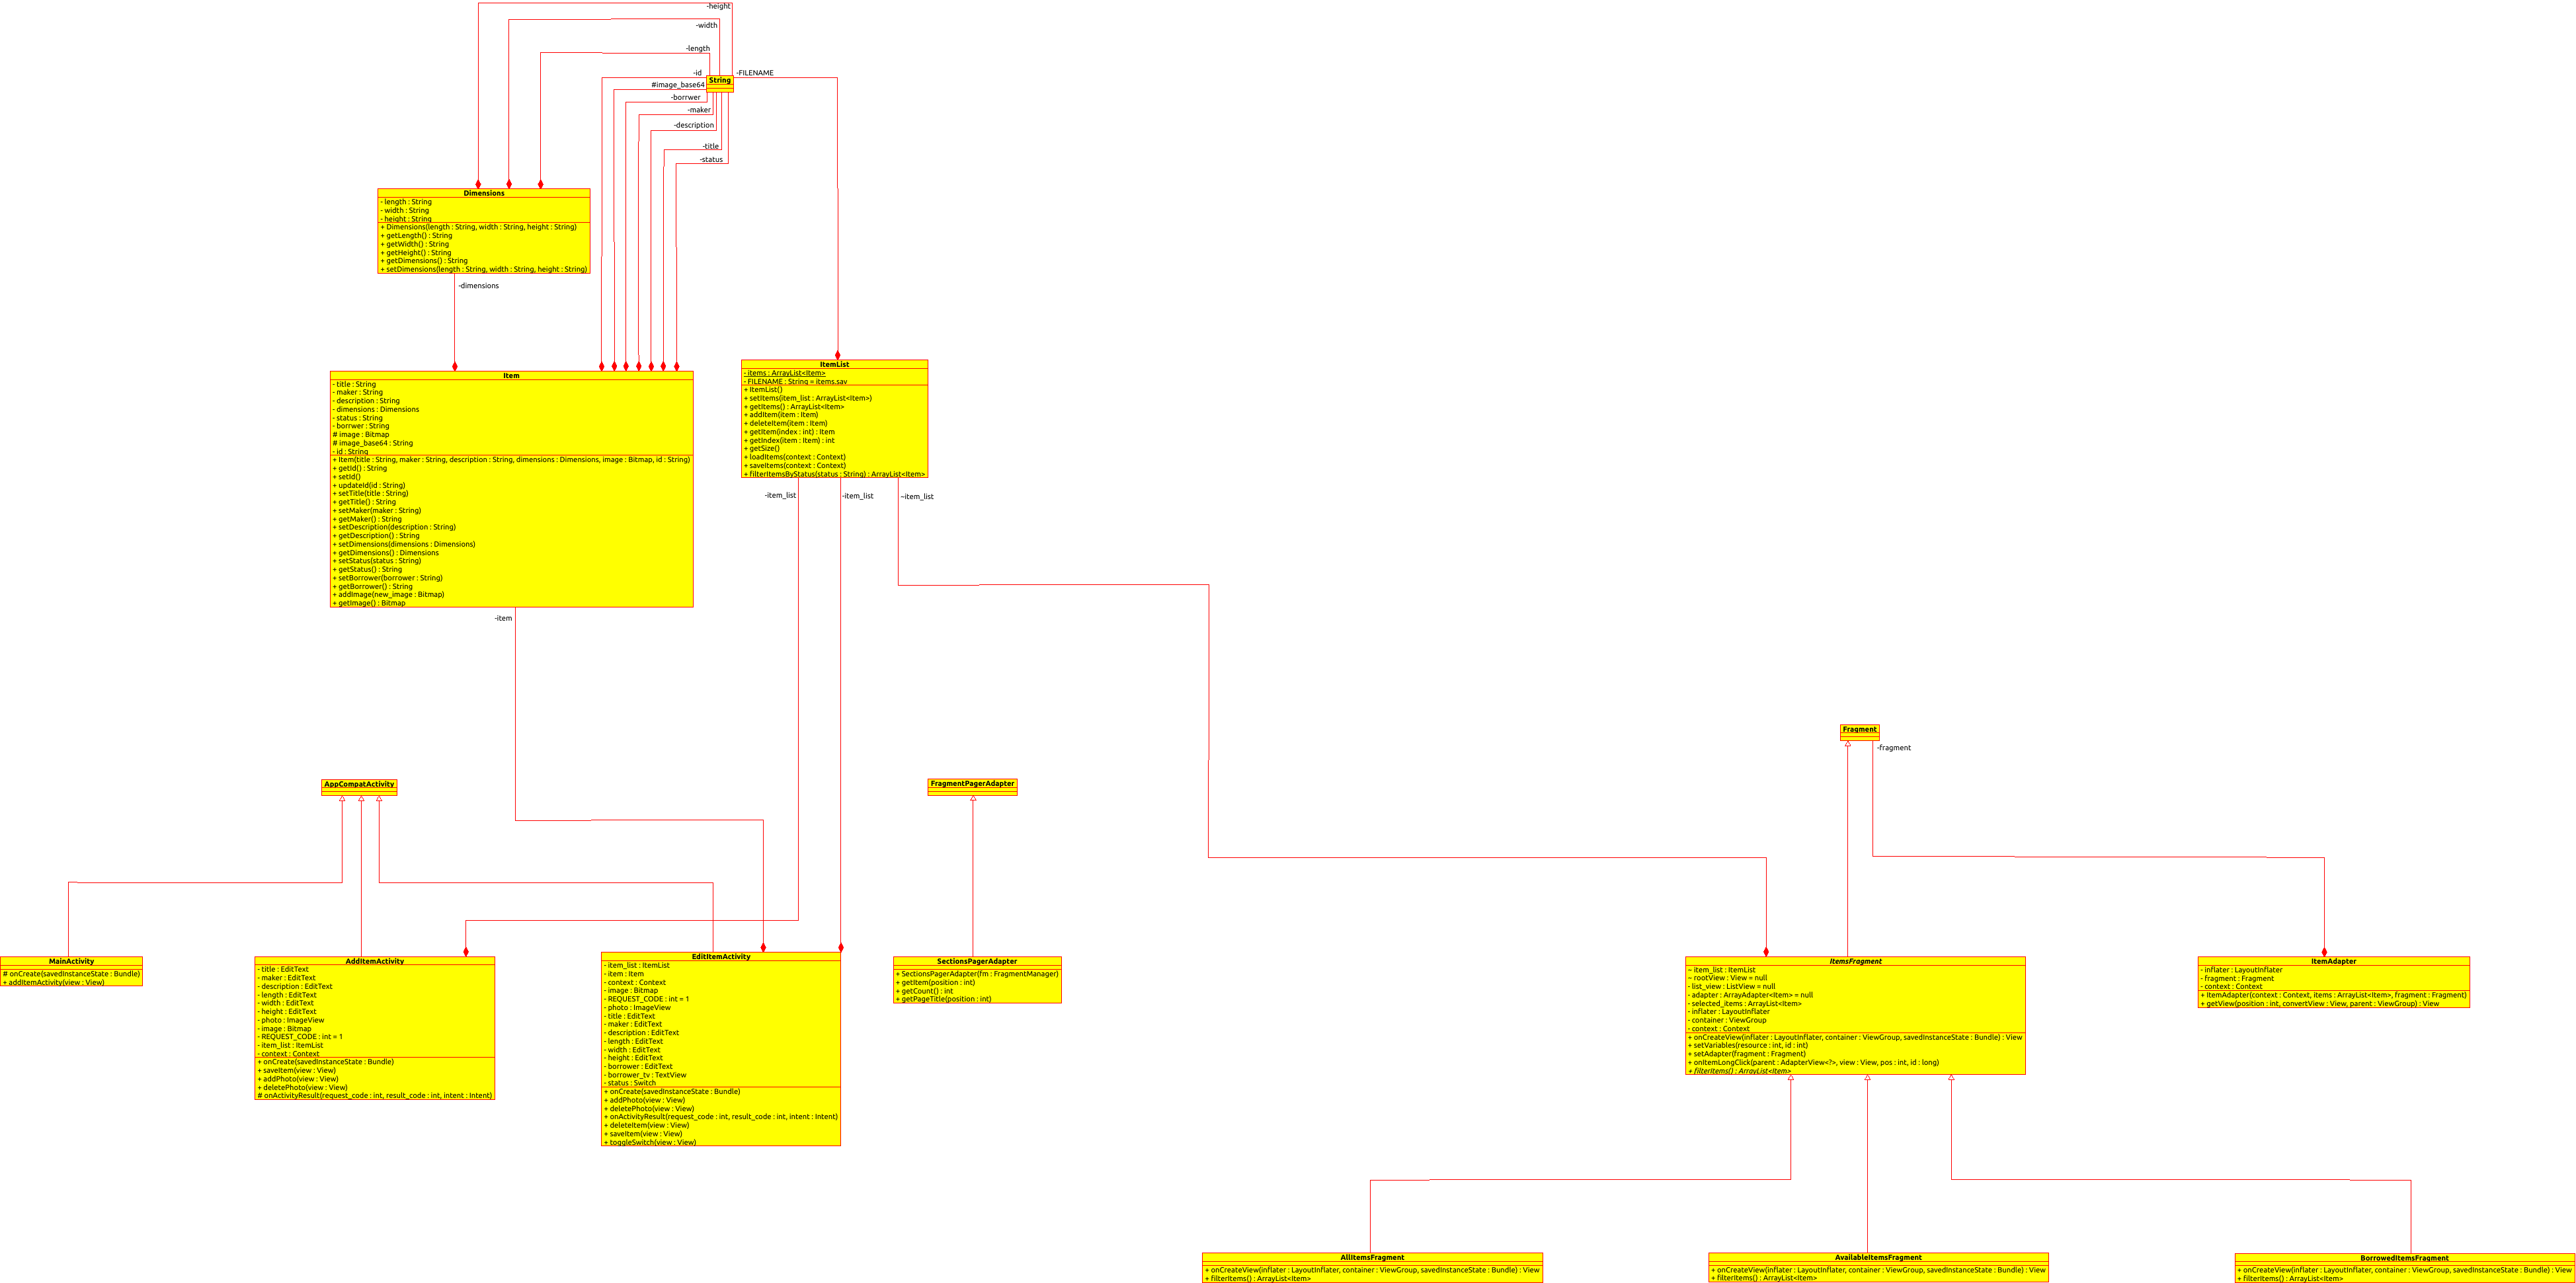 -height
-width
-length
-id
-FILENAME
String
#image_base64
-borrwer
-maker
-description
-title
-status
Dimensions
- length : String
- width : String
- height : String
+ Dimensions(length : String, width : String, height : String)
+ getLength() : String
+ getWidth() : String
+ getHeight() : String
+ getDimensions() : String
+ setDimensions(length : String, width : String, height : String)
-dimensions
Item
- title : String
- maker : String
- description : String
- dimensions : Dimensions
- status : String
- borrwer : String
# image : Bitmap
# image_base64 : String
- id : String
+ Item(title : String, maker : String, description : String, dimensions : Dimensions, image : Bitmap, id : String)
+ getId() : String
+ setId()
+ updateId(id : String)
+ setTitle(title : String)
+ getTitle() : String
+ setMaker(maker : String)
+ getMaker() : String
+ setDescription(description : String)
+ getDescription() : String
+ setDimensions(dimensions : Dimensions)
+ getDimensions() : Dimensions
+ setStatus(status : String)
+ getStatus() : String
+ setBorrower(borrower : String)
+ getBorrower() : String
+ addImage(new_image : Bitmap)
+ getImage() : Bitmap
ItemList
- items : ArrayList<Item>
- FILENAME : String = items.sav
+ ItemList()
+ setItems(item_list : ArrayList<Item>)
+ getItems() : ArrayList<Item>
+ addItem(item : Item)
+ deleteItem(item : Item)
+ getItem(index : int) : Item
+ getIndex(item : Item) : int
+ getSize()
+ loadItems(context : Context)
+ saveItems(context : Context)
+ filterItemsByStatus(status : String) : ArrayList<Item>
-item_list
-item_list
~item_list
-item
Fragment
-fragment
AppCompatActivity
FragmentPagerAdapter
MainActivity
# onCreate(savedInstanceState : Bundle)
+ addItemActivity(view : View)
AddItemActivity
- title : EditText
- maker : EditText
- description : EditText
- length : EditText
- width : EditText
- height : EditText
- photo : ImageView
- image : Bitmap
- REQUEST_CODE : int = 1
- item_list : ItemList
- context : Context
+ onCreate(savedInstanceState : Bundle)
+ saveItem(view : View)
+ addPhoto(view : View)
+ deletePhoto(view : View)
# onActivityResult(request_code : int, result_code : int, intent : Intent)
EditItemActivity
- item_list : ItemList
- item : Item
- context : Context
- image : Bitmap
- REQUEST_CODE : int = 1
- photo : ImageView
- title : EditText
- maker : EditText
- description : EditText
- length : EditText
- width : EditText
- height : EditText
- borrower : EditText
- borrower_tv : TextView
- status : Switch
+ onCreate(savedInstanceState : Bundle)
+ addPhoto(view : View)
+ deletePhoto(view : View)
+ onActivityResult(request_code : int, result_code : int, intent : Intent)
+ deleteItem(view : View)
+ saveItem(view : View)
+ toggleSwitch(view : View)
SectionsPagerAdapter
+ SectionsPagerAdapter(fm : FragmentManager)
+ getItem(position : int)
+ getCount() : int
+ getPageTitle(position : int)
ItemsFragment
~ item_list : ItemList
~ rootView : View = null
- list_view : ListView = null
- adapter : ArrayAdapter<Item> = null
- selected_items : ArrayList<Item>
- inflater : LayoutInflater
- container : ViewGroup
- context : Context
+ onCreateView(inflater : LayoutInflater, container : ViewGroup, savedInstanceState : Bundle) : View
+ setVariables(resource : int, id : int)
+ setAdapter(fragment : Fragment)
+ onItemLongClick(parent : AdapterView<?>, view : View, pos : int, id : long)
+ filterItems() : ArrayList<Item>
ItemAdapter
- inflater : LayoutInflater
- fragment : Fragment
- context : Context
+ ItemAdapter(context : Context, items : ArrayList<Item>, fragment : Fragment)
+ getView(position : int, convertView : View, parent : ViewGroup) : View
AllItemsFragment
+ onCreateView(inflater : LayoutInflater, container : ViewGroup, savedInstanceState : Bundle) : View
+ filterItems() : ArrayList<Item>
AvailableItemsFragment
+ onCreateView(inflater : LayoutInflater, container : ViewGroup, savedInstanceState : Bundle) : View
+ filterItems() : ArrayList<Item>
BorrowedItemsFragment
+ onCreateView(inflater : LayoutInflater, container : ViewGroup, savedInstanceState : Bundle) : View
+ filterItems() : ArrayList<Item>